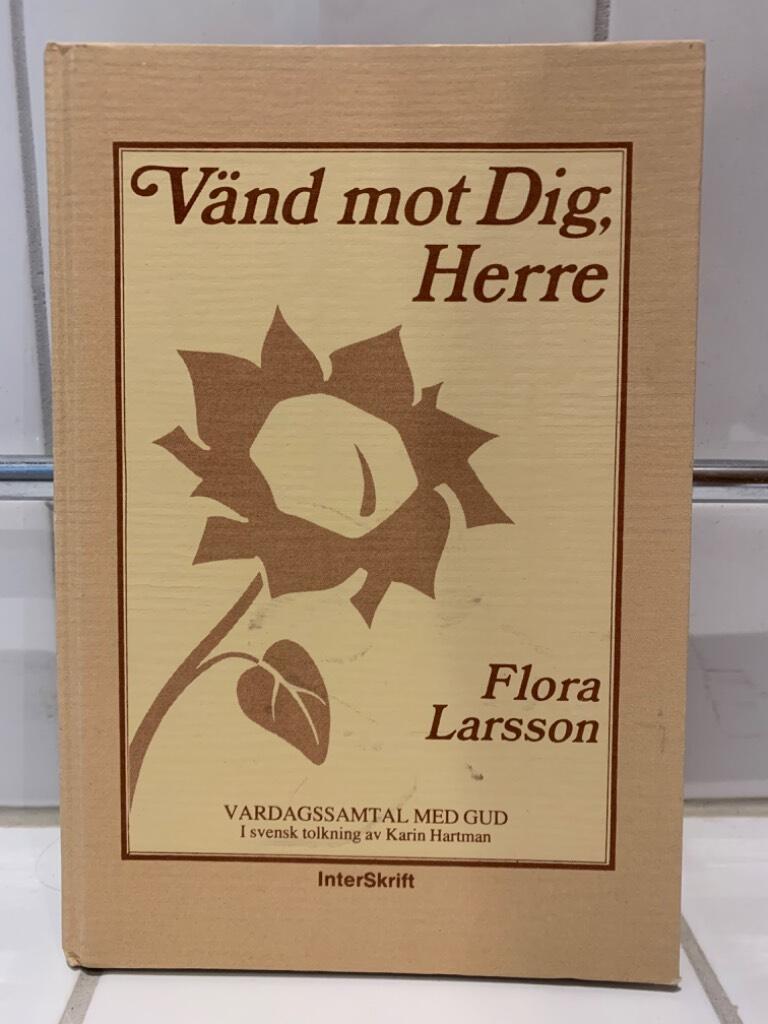 Vänd mot Dig,
Herre
Flora
Larsson
VARDAGSSAMTAL MED GUD
I svensk tolkning av Karin Hartman
InterSkrift